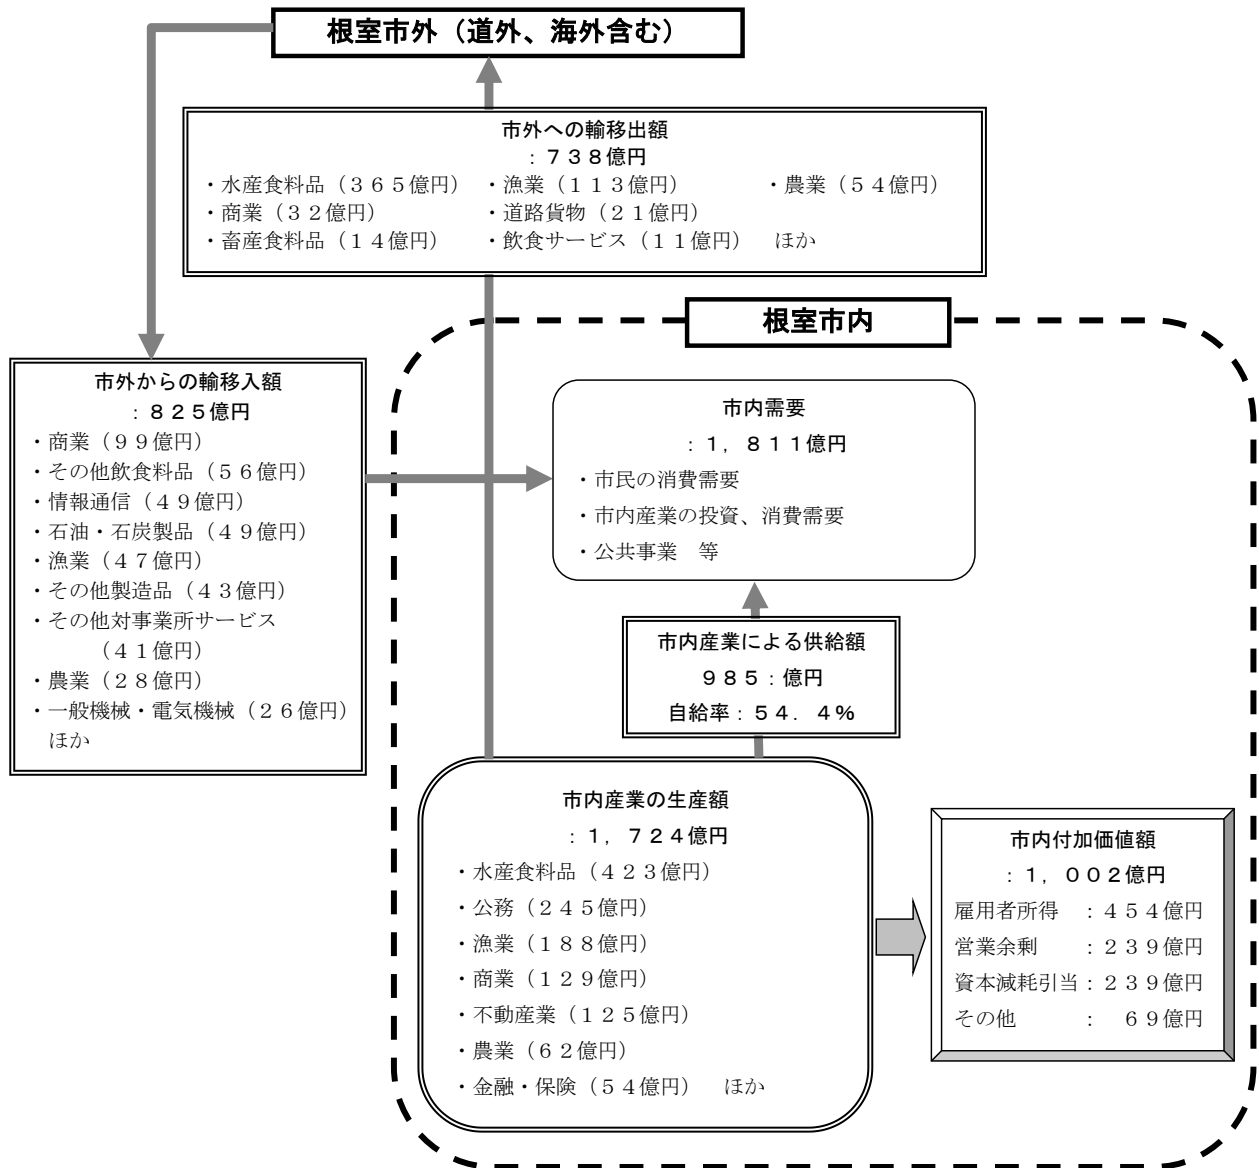 根室市外（道外、海外含む）
市外への輸移出額
：７３８億円
・水産食料品（３６５億円） ・漁業（１１３億円） ・農業（５４億円）
・商業（３２億円） ・道路貨物（２１億円）
・畜産食料品（１４億円） ・飲食サービス（１１億円） ほか
根室市内
市外からの輸移入額
：８２５億円
・商業（９９億円）
・その他飲食料品（５６億円）
・情報通信（４９億円）
・石油・石炭製品（４９億円）
・漁業（４７億円）
・その他製造品（４３億円）
・その他対事業所サービス
（４１億円）
・農業（２８億円）
・一般機械・電気機械（２６億円）
ほか
市内需要
：１，８１１億円
・市民の消費需要
・市内産業の投資、消費需要
・公共事業　等
市内産業による供給額
９８５：億円
自給率：５４．４％
市内産業の生産額
：１，７２４億円
・水産食料品（４２３億円）
・公務（２４５億円）
・漁業（１８８億円）
・商業（１２９億円）
・不動産業（１２５億円）
・農業（６２億円）
・金融・保険（５４億円）　ほか
市内付加価値額
：１，００２億円
雇用者所得　：４５４億円
営業余剰　　：２３９億円
資本減耗引当：２３９億円
その他　　　：　６９億円